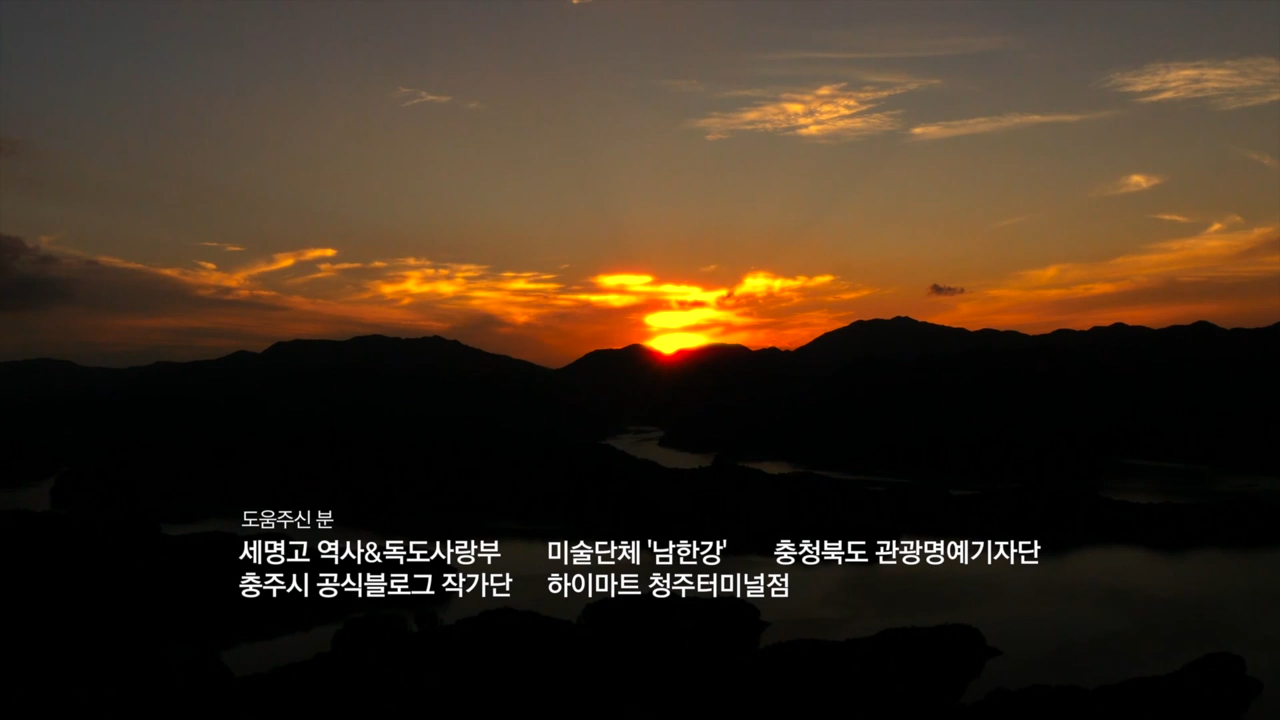 도움주신 분
세명고 역사&독도사랑부 미술단체 '남한강' 충청북도 관광명예기자단
충주시 공식블로그 작가단 하이마트 청주터미널점